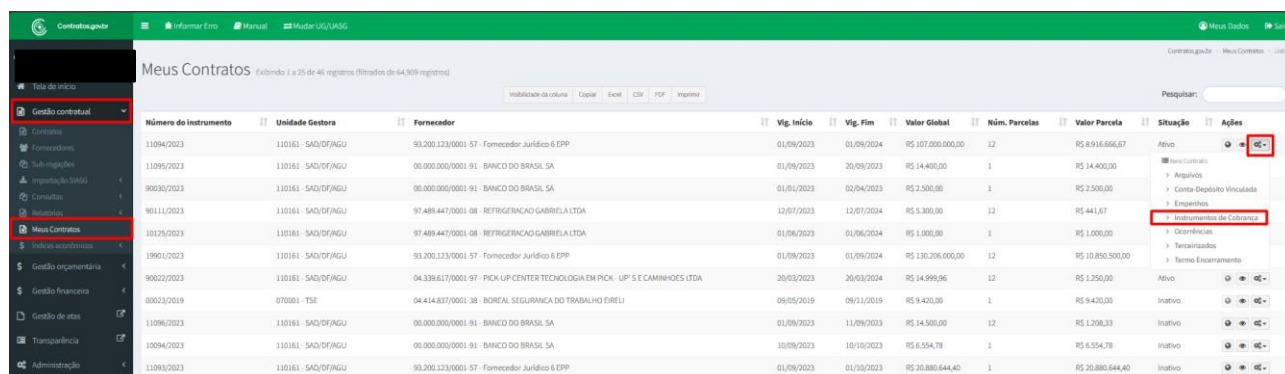 Contratos.gov.br
Informar Erro Manual Mudar UG/UASG
Meus Dados
Contratos.gov.br Meus Contratos
Meus Contratos Exibindo 1 a 25 de 46 registros (filtrados de 64,909 registros)
Visibilidade da coluna Copiar Excel CSV PDF Imprimir
Pesquisar:
Tela de início
Gestão contratual
Contratos
Fornecedores
Sub-rogações
Importação SIASG
Consultas
Relatórios
Meus Contratos
Índices econômicos
Gestão orçamentária
Gestão financeira
Gestão de atas
Transparência
Administração
Número do instrumento Unidade Gestora Fornecedor Vig. Início Vig. Fim Valor Global Núm. Parcelas Valor Parcela Situação Ações
11094/2023 110161 - SAD/DF/AGU 93.200.123/0001-57 - Fornecedor Jurídico 6 EPP 01/09/2023 01/09/2024 R$ 107.000.000,00 12 R$ 8.916.666,67 Ativo
11095/2023 110161 - SAD/DF/AGU 00.000.000/0001-91 - BANCO DO BRASIL SA 01/09/2023 20/09/2023 R$ 14.400,00 1 R$ 14.400,00
90030/2023 110161 - SAD/DF/AGU 00.000.000/0001-91 - BANCO DO BRASIL SA 01/01/2023 02/04/2023 R$ 2.500,00 1 R$ 2.500,00
90111/2023 110161 - SAD/DF/AGU 97.489.447/0001-08 - REFRIGERACAO GABRIELA LTDA 12/07/2023 12/07/2024 R$ 5.300,00 12 R$ 441,67
10125/2023 110161 - SAD/DF/AGU 97.489.447/0001-08 - REFRIGERACAO GABRIELA LTDA 01/06/2023 01/06/2024 R$ 1.000,00 1 R$ 1.000,00
19901/2023 110161 - SAD/DF/AGU 93.200.123/0001-57 - Fornecedor Jurídico 6 EPP 01/09/2023 01/09/2024 R$ 130.206.000,00 12 R$ 10.850.500,00
90022/2023 110161 - SAD/DF/AGU 04.339.617/0001-97 - PICK-UP CENTER TECNOLOGIA EM PICK - UP' S E CAMINHOES LTDA 20/03/2023 20/03/2024 R$ 14.999,96 12 R$ 1.250,00 Ativo
00023/2019 070001 - TSE 04.414.837/0001-38 - BOREAL SEGURANCA DO TRABALHO EIRELI 09/05/2019 09/11/2019 R$ 9.420,00 1 R$ 9.420,00 Inativo
11096/2023 110161 - SAD/DF/AGU 00.000.000/0001-91 - BANCO DO BRASIL SA 01/09/2023 11/09/2023 R$ 14.500,00 12 R$ 1.208,33 Inativo
10094/2023 110161 - SAD/DF/AGU 00.000.000/0001-91 - BANCO DO BRASIL SA 10/09/2023 10/10/2023 R$ 6.554,78 1 R$ 6.554,78 Inativo
11093/2023 110161 - SAD/DF/AGU 93.200.123/0001-57 - Fornecedor Jurídico 6 EPP 01/09/2023 01/10/2023 R$ 20.880.644,40 1 R$ 20.880.644,40 Inativo
Itens Contrato:
Arquivos
Conta-Depósito Vinculada
Empenhos
Instrumentos de Cobrança
Ocorrências
Terceirizados
Termo Encerramento